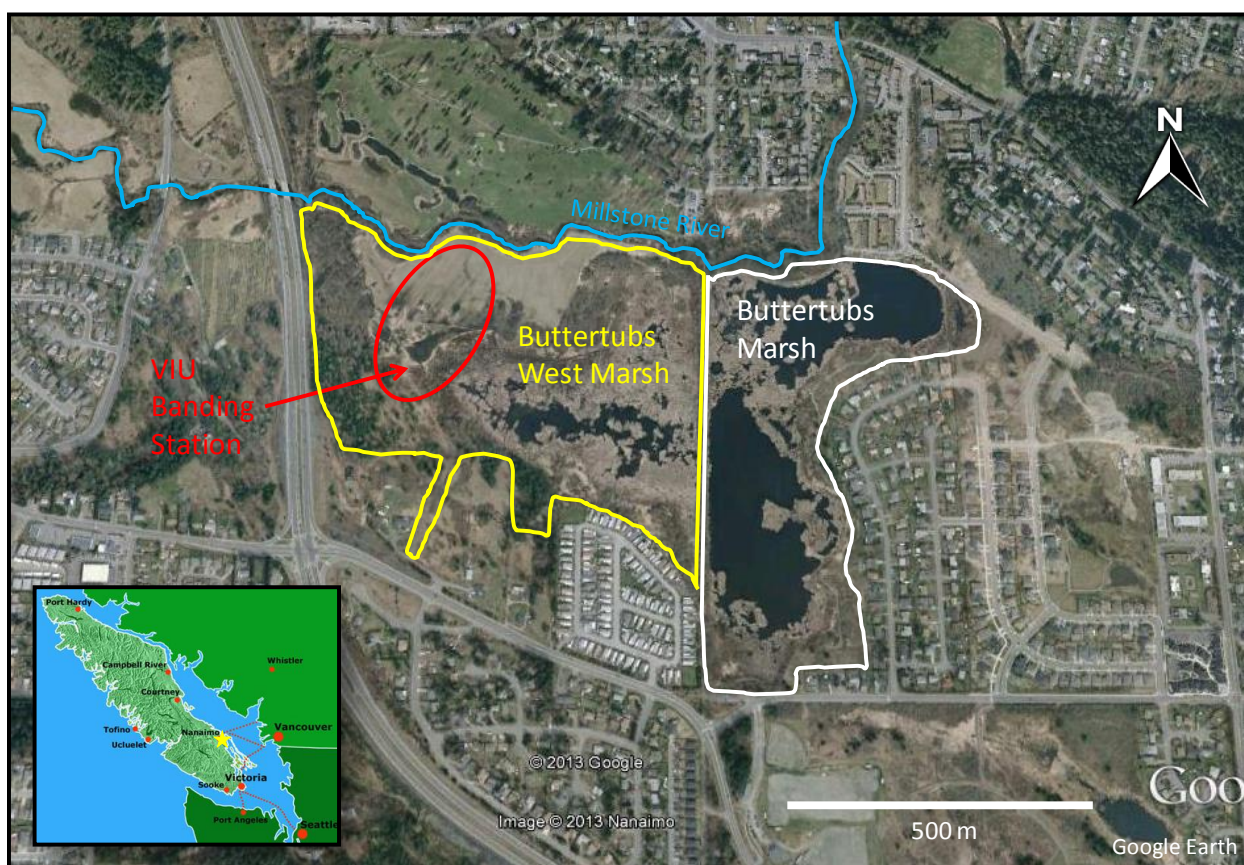 N
Millstone River
Buttertubs
Marsh
Buttertubs
West Marsh
VIU
Banding
Station
Port Hardy
Whistler
Campbell River
Courtney
Vancouver
Nanaimo
Tofino
Ucluelet
Victoria
Sooke
Port Angeles
Seattle
© 2013 Google
Image © 2013 Nanaimo
500 m
Goo
Google Earth